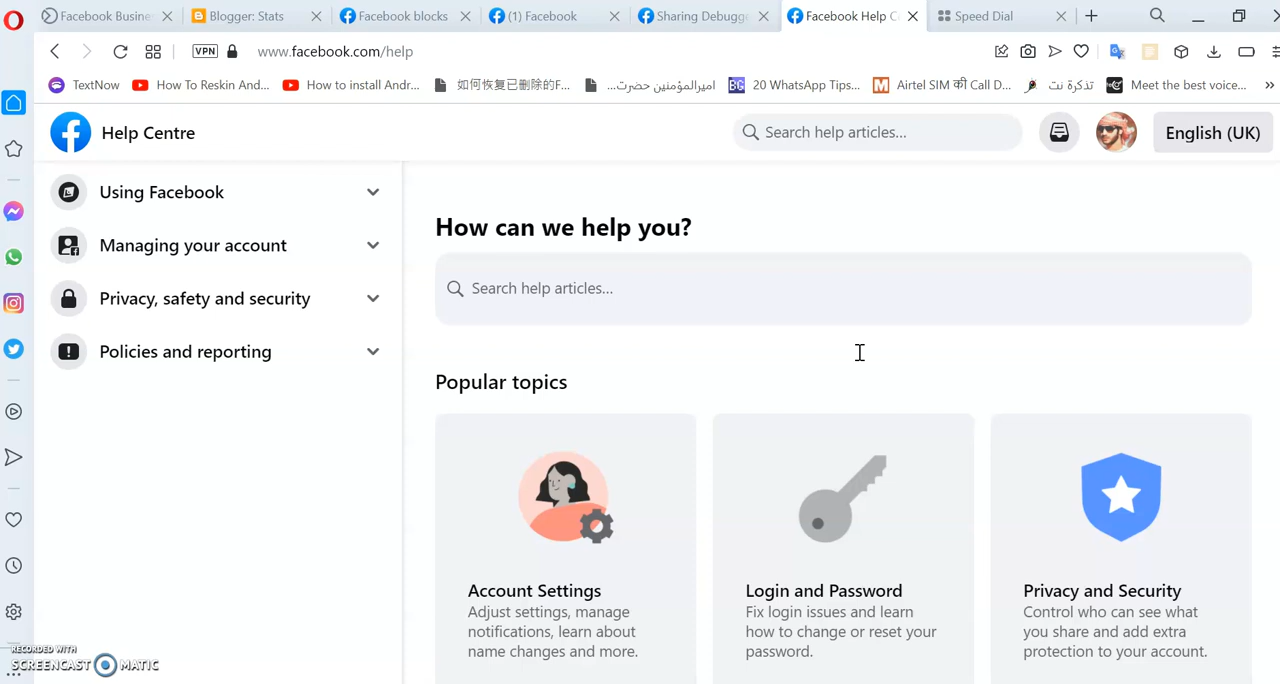 Facebook Busine
Blogger: Stats
Facebook blocks
(1) Facebook
Sharing Debugg
Facebook Help C
Speed Dial
VPN
www.facebook.com/help
TextNow
How To Reskin And...
How to install Andr...
如何恢复已删除的F...
اميرالمؤمنين حضرت...
20 WhatsApp Tips...
Airtel SIM की Call D...
تذكرة نت
Meet the best voice...
Help Centre
Search help articles...
English (UK)
Using Facebook
Managing your account
Privacy, safety and security
Policies and reporting
How can we help you?
Search help articles...
Popular topics
Account Settings
Adjust settings, manage
notifications, learn about
name changes and more.
Login and Password
Fix login issues and learn
how to change or reset your
password.
Privacy and Security
Control who can see what
you share and add extra
protection to your account.
RECORDED WITH
SCREENCAST MATIC